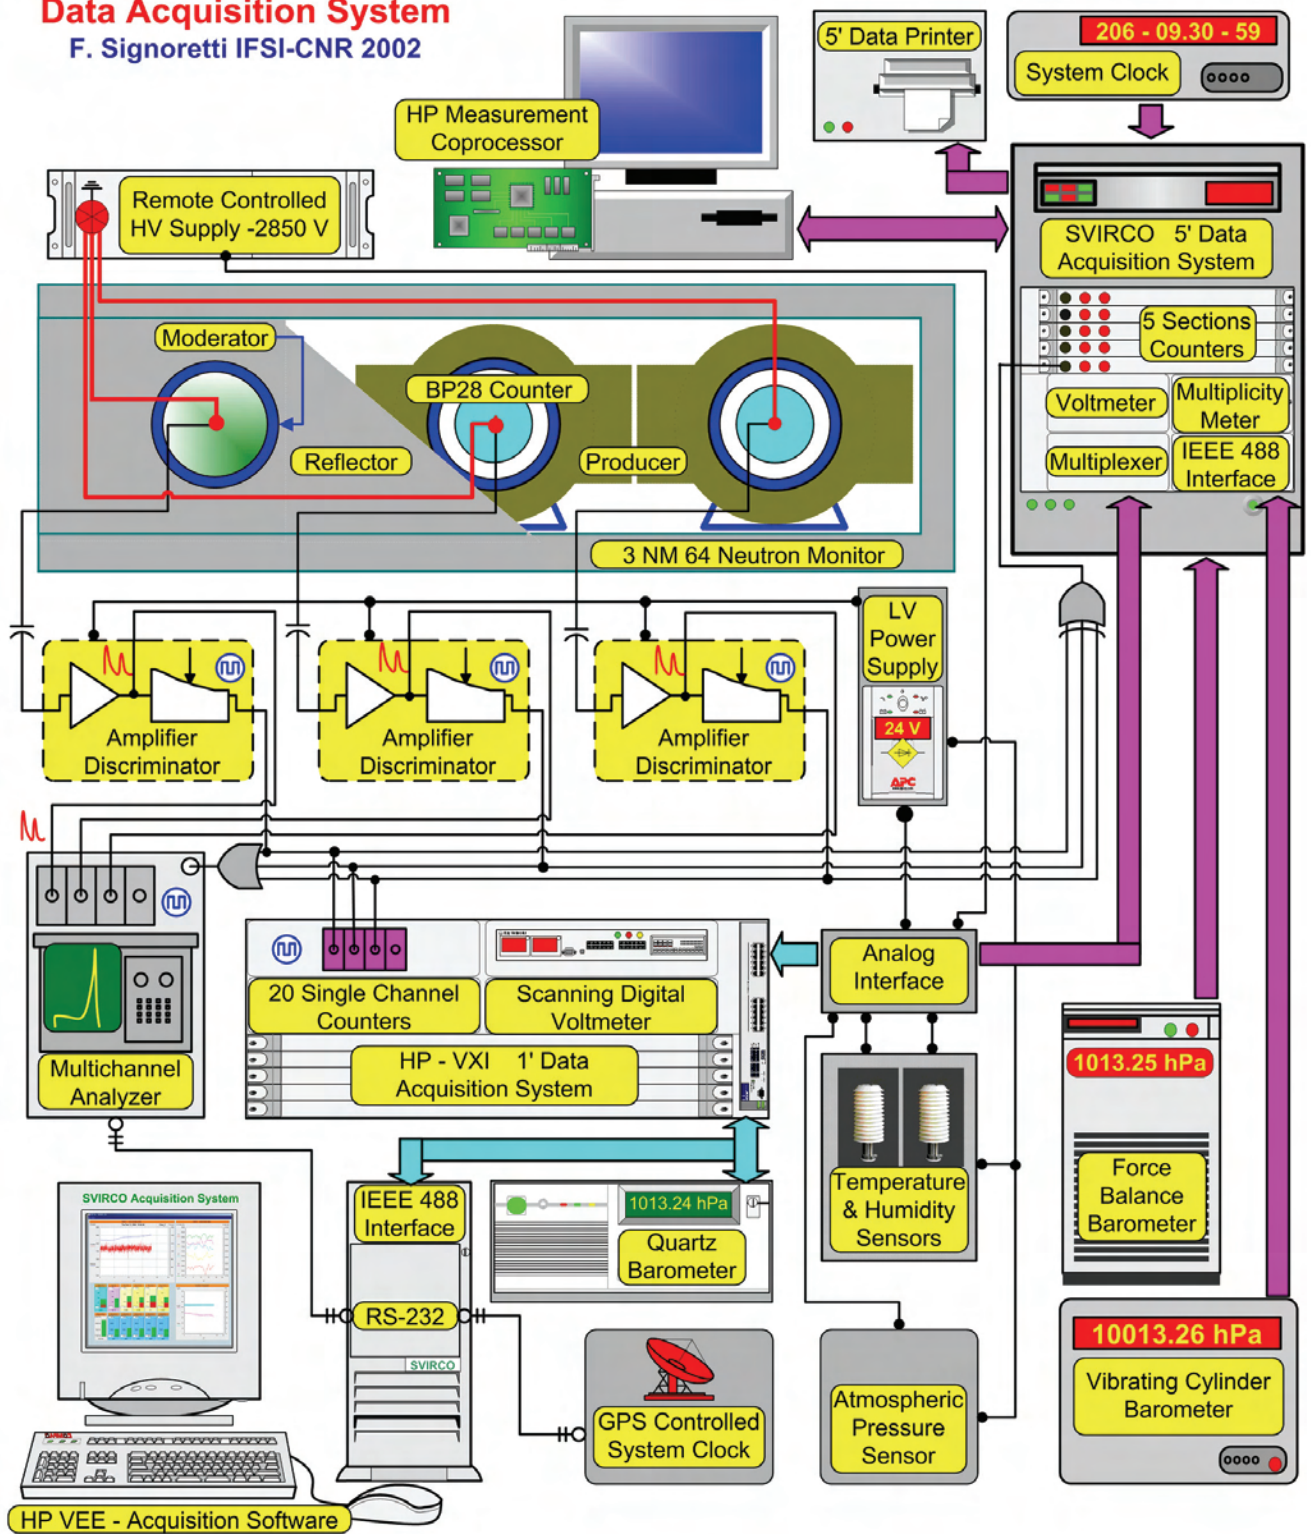 Data Acquisition System
F. Signoretti IFSI-CNR 2002
5' Data Printer
206 - 09.30 - 59
System Clock
HP Measurement
Coprocessor
Remote Controlled
HV Supply -2850 V
SVIRCO 5' Data
Acquisition System
5 Sections
Counters
Voltmeter
Multiplicity
Meter
Multiplexer
IEEE 488
Interface
Moderator
BP28 Counter
Reflector
Producer
3 NM 64 Neutron Monitor
LV
Power
Supply
24 V
APC
Amplifier
Discriminator
Amplifier
Discriminator
Amplifier
Discriminator
Multichannel
Analyzer
20 Single Channel
Counters
Scanning Digital
Voltmeter
HP - VXI 1' Data
Acquisition System
Analog
Interface
Temperature
& Humidity
Sensors
1013.25 hPa
Force
Balance
Barometer
SVIRCO Acquisition System
IEEE 488
Interface
RS-232
SVIRCO
1013.24 hPa
Quartz
Barometer
GPS Controlled
System Clock
Atmospheric
Pressure
Sensor
10013.26 hPa
Vibrating Cylinder
Barometer
HP VEE - Acquisition Software